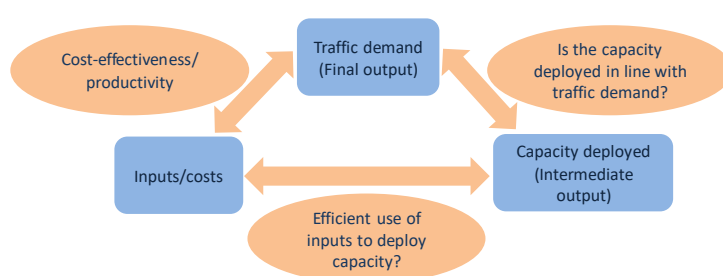 Cost-effectiveness/
productivity
Traffic demand
(Final output)
Is the capacity
deployed in line with
traffic demand?
Inputs/costs
Capacity deployed
(Intermediate
output)
Efficient use of
inputs to deploy
capacity?